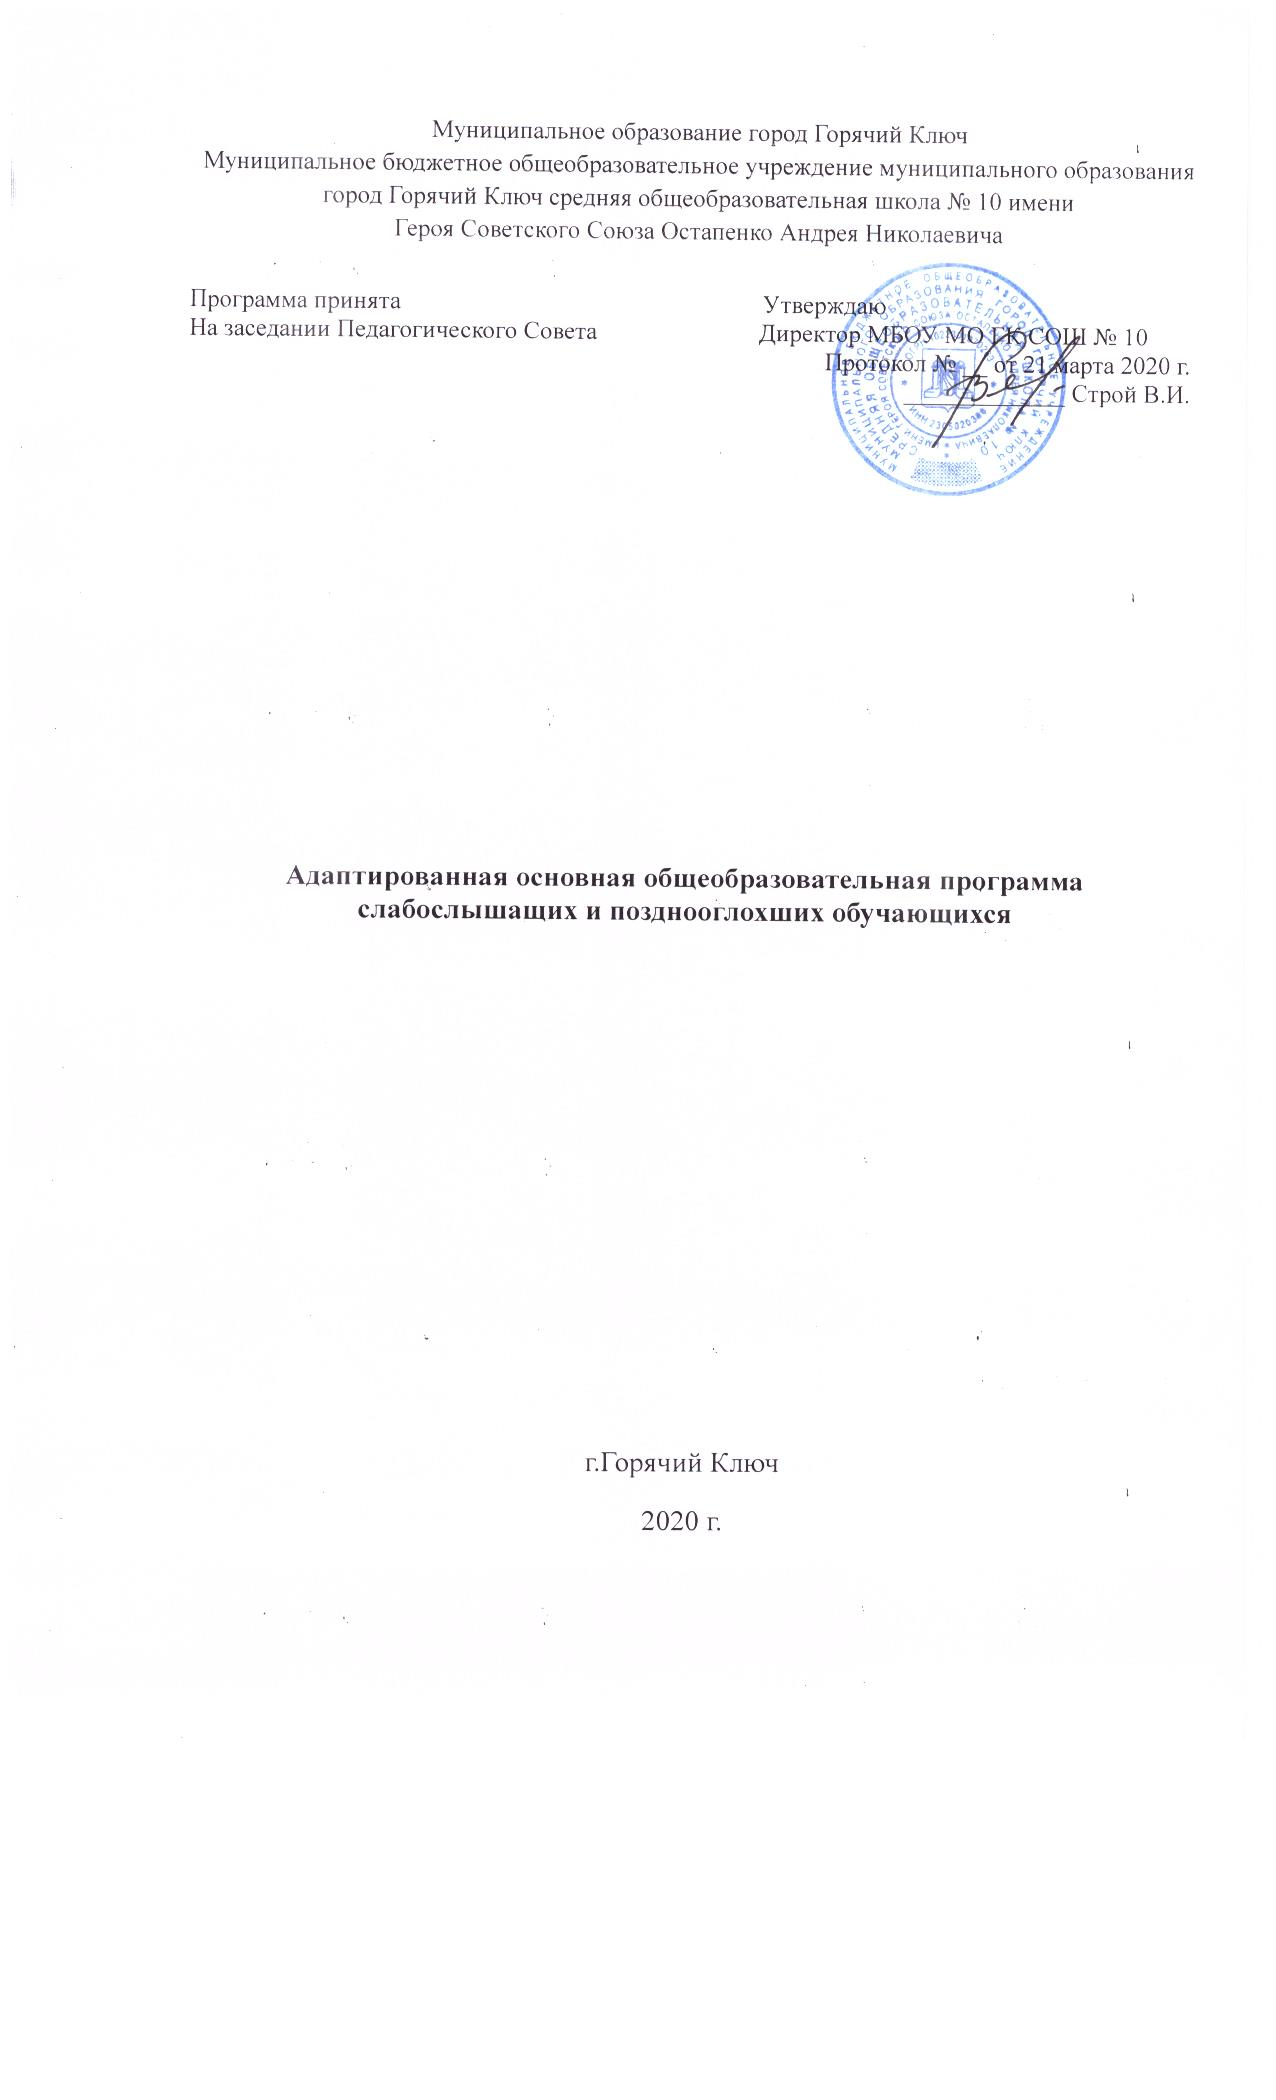 Муниципальное образование город Горячий Ключ
Муниципальное бюджетное общеобразовательное учреждение муниципального образования
город Горячий Ключ средняя общеобразовательная школа № 10 имени
Героя Советского Союза Остапенко Андрея Николаевича
Программа принята
На заседании Педагогического Совета
Утверждаю
Директор МБОУ МО ГК СОШ № 10
Протокол № __ от 21 марта 2020 г.
____________ Строй В.И.
Адаптированная основная общеобразовательная программа
слабослышащих и позднооглохших обучающихся
г.Горячий Ключ
2020 г.